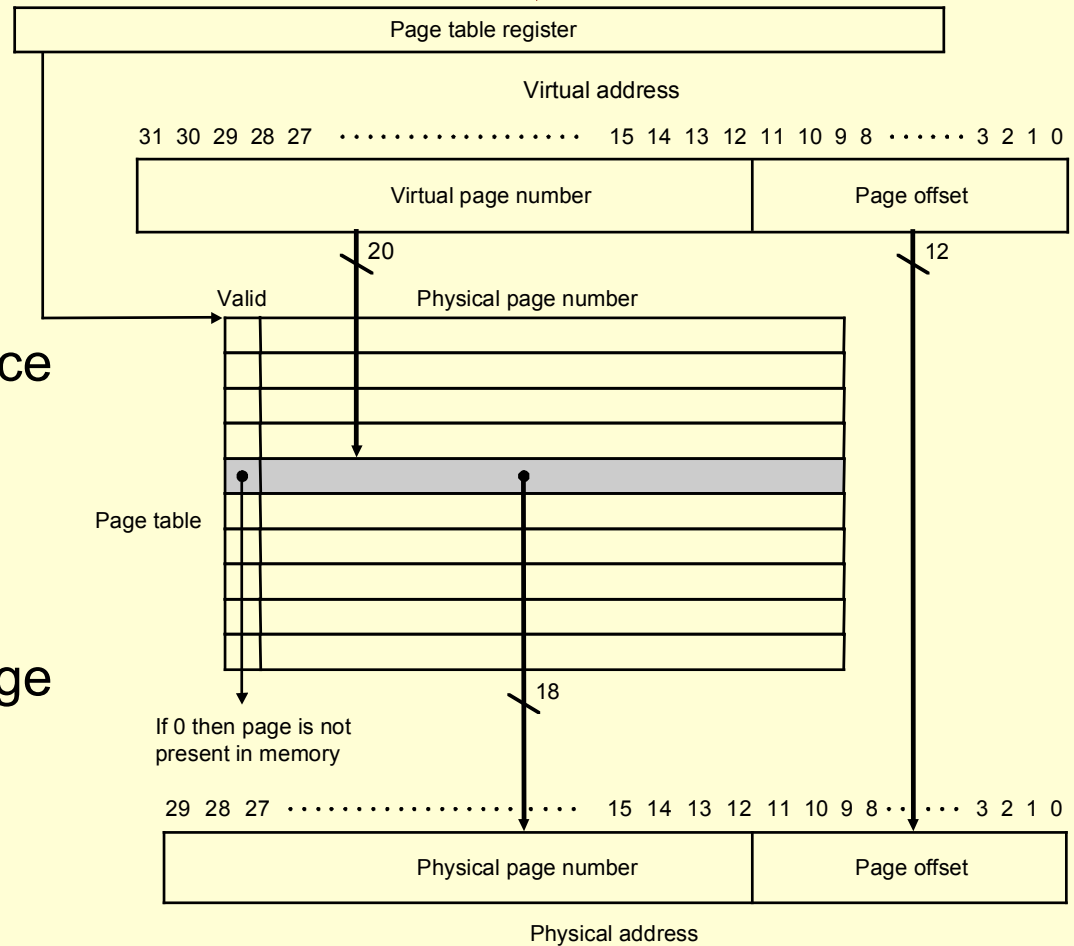 Page table register
Virtual address
31 30 29 28 27 ................. 15 14 13 12 11 10 9 8 ...... 3 2 1 0
Virtual page number Page offset
20 12
Valid Physical page number
ce
Page table
ge
18
If 0 then page is not
present in memory
29 28 27 ..................... 15 14 13 12 11 10 9 8 ...... 3 2 1 0
Physical page number Page offset
Physical address